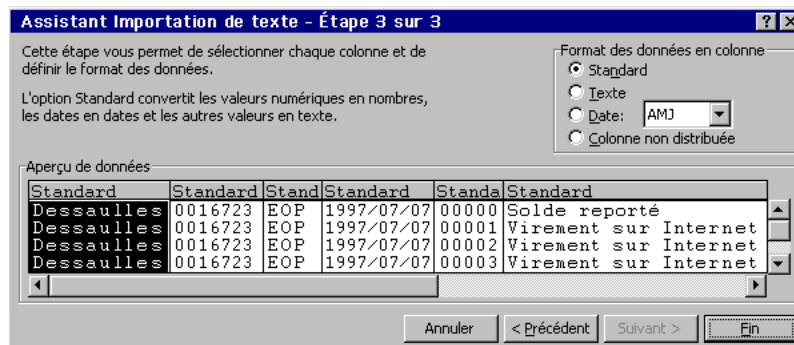 Assistant Importation de texte - Étape 3 sur 3
Cette étape vous permet de sélectionner chaque colonne et de
définir le format des données.
L'option Standard convertit les valeurs numériques en nombres,
les dates en dates et les autres valeurs en texte.
Format des données en colonne
Standard
Texte
Date: AMJ
Colonne non distribuée
Aperçu de données
Standard Standard Stand Standard Standa Standard
Dessaulles 0016723 EOP 1997/07/07 00000 Solde reporté
Dessaulles 0016723 EOP 1997/07/07 00001 Virement sur Internet
Dessaulles 0016723 EOP 1997/07/07 00002 Virement sur Internet
Dessaulles 0016723 EOP 1997/07/07 00003 Virement sur Internet
Annuler < Précédent Suivant > Fin